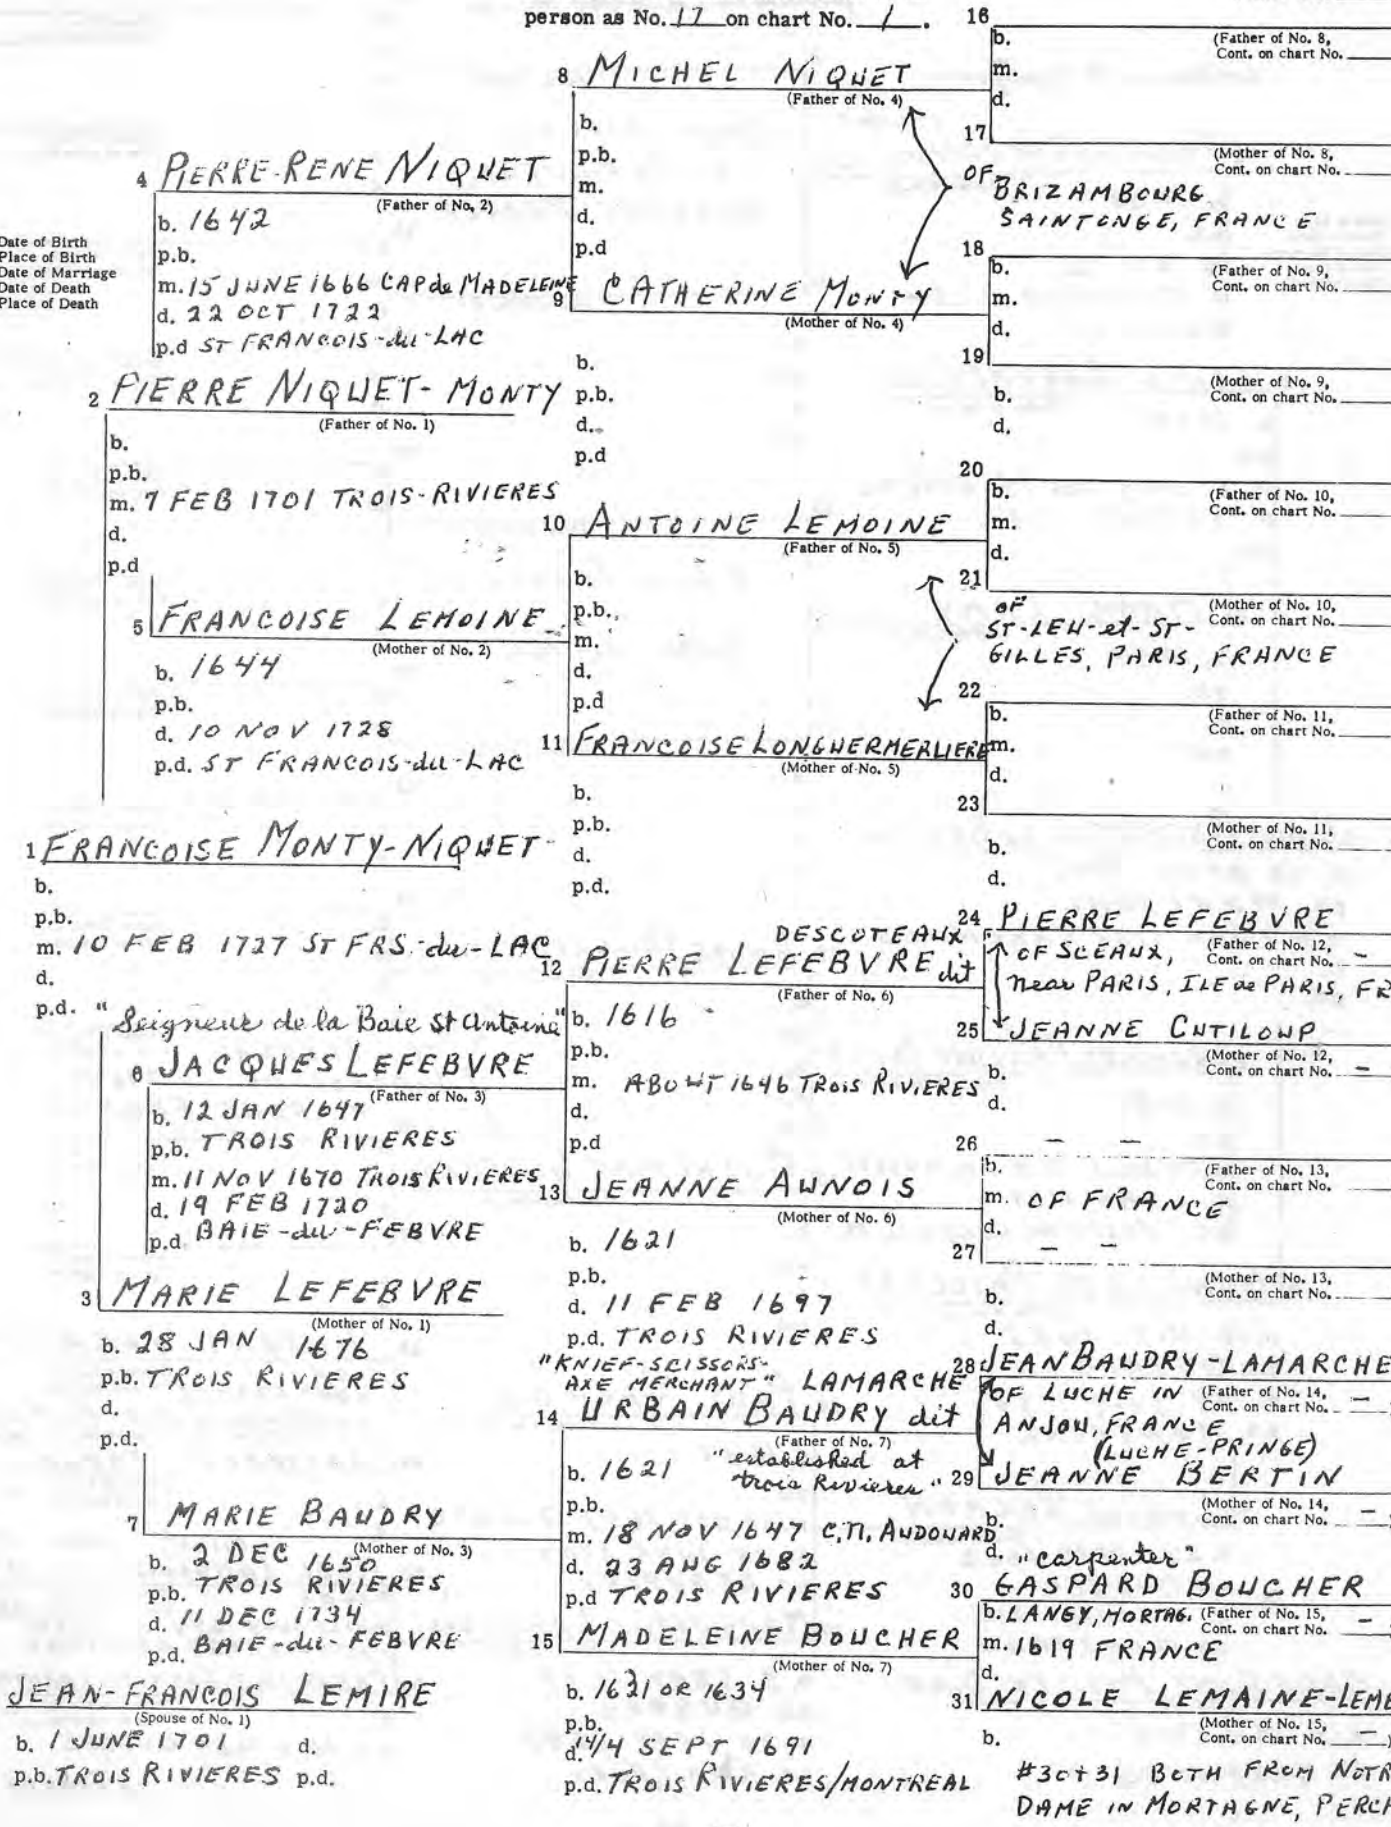 person as No. 17 on chart No. 1.
Date of Birth
Place of Birth
Date of Marriage
Date of Death
Place of Death
1 FRANCOISE MONTY-NIQUET
b.
p.b.
m. 10 FEB 1727 ST FRS.-du-LAC
d.
p.d.
2 PIERRE NIQUET-MONTY
(Father of No. 1)
b.
p.b.
m. 7 FEB 1701 TROIS-RIVIERES
d.
p.d
4 PIERRE-RENE NIQUET
(Father of No. 2)
b. 1642
p.b.
m. 15 JUNE 1666 CAP de MADELEINE
d. 22 OCT 1722
p.d ST FRANCOIS-du-LAC
5 FRANCOISE LEMOINE
(Mother of No. 2)
b. 1644
p.b.
d. 10 NOV 1728
p.d. ST FRANCOIS-du-LAC
"Seigneur de la Baie St Antoine"
6 JACQUES LEFEBVRE
(Father of No. 3)
b. 12 JAN 1647
p.b. TROIS RIVIERES
m. 11 NOV 1670 TROIS RIVIERES
d. 19 FEB 1720
p.d. BAIE-du-FEBVRE
3 MARIE LEFEBVRE
(Mother of No. 1)
b. 28 JAN 1676
p.b. TROIS RIVIERES
d.
p.d.
7 MARIE BAUDRY
(Mother of No. 3)
b. 2 DEC 1650
p.b. TROIS RIVIERES
d. 11 DEC 1734
p.d. BAIE-du-FEBVRE
JEAN-FRANCOIS LEMIRE
(Spouse of No. 1)
b. 1 JUNE 1701 d.
p.b. TROIS RIVIERES p.d.
8 MICHEL NIQUET
(Father of No. 4)
b.
p.b.
m.
d.
p.d
9 CATHERINE MONTY
(Mother of No. 4)
b.
p.b.
d.
p.d
10 ANTOINE LEMOINE
(Father of No. 5)
b.
p.b.
m.
d.
p.d
11 FRANCOISE LONGUERMERLIERE
(Mother of No. 5)
b.
p.b.
d.
p.d.
DESCOTEAUX
12 PIERRE LEFEBVRE dit
(Father of No. 6)
b. 1616
p.b.
m. ABOUT 1646 TROIS RIVIERES
d.
p.d
13 JEANNE AUNOIS
(Mother of No. 6)
b. 1621
p.b.
d. 11 FEB 1697
p.d. TROIS RIVIERES
"KNIEF-SCISSORS-
AXE MERCHANT" LAMARCHE
14 URBAIN BAUDRY dit
(Father of No. 7)
b. 1621 "established at
trois Rivieres"
p.b.
m. 18 NOV 1647 C.N. AUDOUARD
d. 23 AUG 1682
p.d TROIS RIVIERES
15 MADELEINE BOUCHER
(Mother of No. 7)
b. 1621 OR 1634
p.b.
d. 14/4 SEPT 1691
p.d. TROIS RIVIERES/MONTREAL
16
b. (Father of No. 8,
m. Cont. on chart No.
d.
17
(Mother of No. 8,
Cont. on chart No.
OF BRIZAMBOURG
SAINTONGE, FRANCE
18
b. (Father of No. 9,
m. Cont. on chart No.
d.
19
(Mother of No. 9,
b. Cont. on chart No.
d.
20
b. (Father of No. 10,
m. Cont. on chart No.
d.
21
(Mother of No. 10,
Cont. on chart No.
OF
ST-LEU-et-ST-
GILLES, PARIS, FRANCE
22
b. (Father of No. 11,
m. Cont. on chart No.
d.
23
(Mother of No. 11,
b. Cont. on chart No.
d.
24 PIERRE LEFEBVRE
(Father of No. 12,
Cont. on chart No. -
OF SCEAUX,
near PARIS, ILE de PARIS, FR
25 JEANNE CUTILOUP
(Mother of No. 12,
b. Cont. on chart No. -
d.
26 - -
b. (Father of No. 13,
Cont. on chart No.
m. OF FRANCE
d.
27 - -
(Mother of No. 13,
b. Cont. on chart No.
d.
28 JEAN BAUDRY-LAMARCHE
(Father of No. 14,
Cont. on chart No. -
OF LUCHE IN
ANJOU, FRANCE
(LUCHE-PRINGE)
29 JEANNE BERTIN
(Mother of No. 14,
b. Cont. on chart No. -
d. "carpenter"
30 GASPARD BOUCHER
b. LANGY, MORTAG. (Father of No. 15,
Cont. on chart No. -
m. 1619 FRANCE
d.
31 NICOLE LEMAINE-LEM
(Mother of No. 15,
b. Cont. on chart No. -)
#30+31 BOTH FROM NOTR
DAME IN MORTAGNE, PERCH